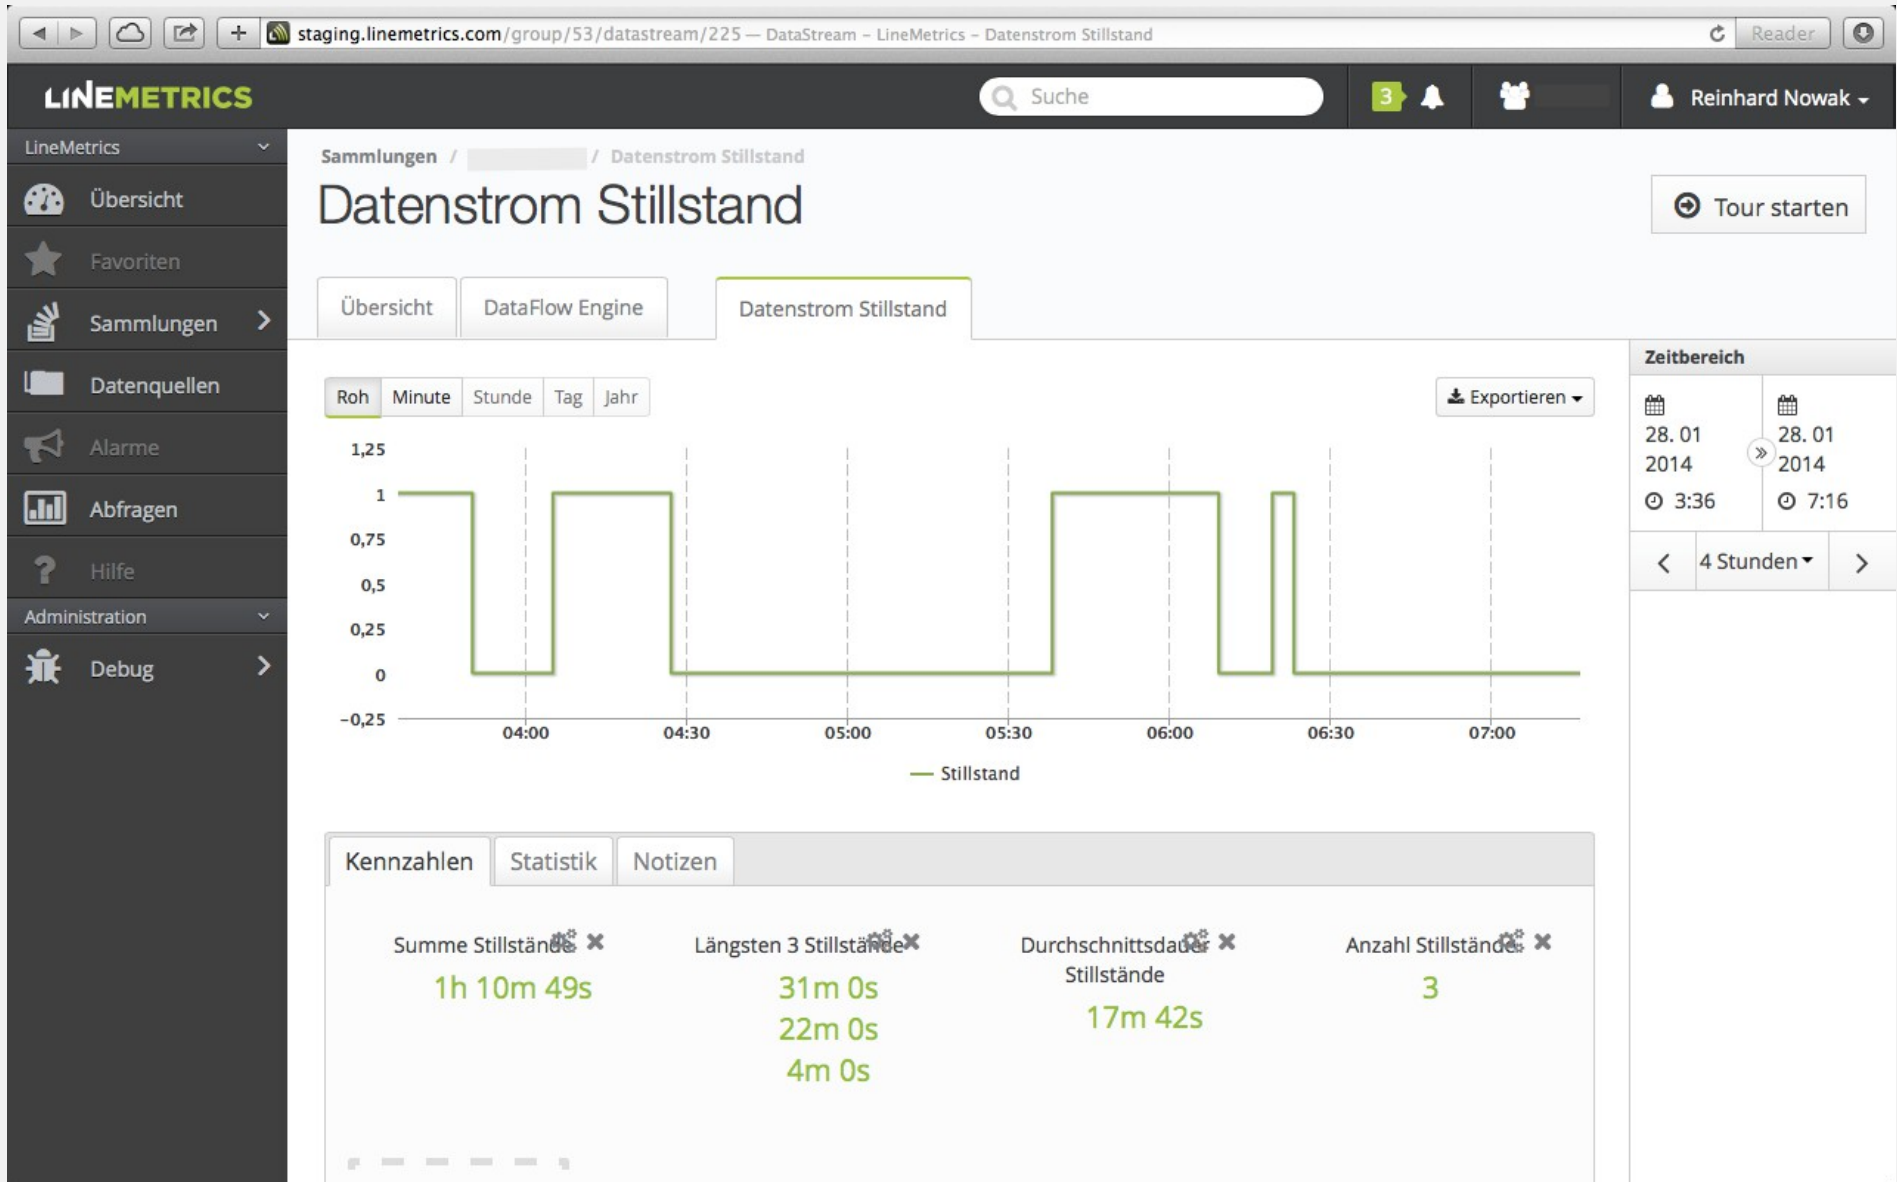 staging.linemetrics.com/group/53/datastream/225 — DataStream – LineMetrics – Datenstrom Stillstand
Reader
LINEMETRICS
Suche
3
Reinhard Nowak
LineMetrics
Übersicht
Favoriten
Sammlungen
Datenquellen
Alarme
Abfragen
Hilfe
Administration
Debug
Sammlungen / / Datenstrom Stillstand
Datenstrom Stillstand
Tour starten
Übersicht
DataFlow Engine
Datenstrom Stillstand
Roh Minute Stunde Tag Jahr
Exportieren
1,25
1
0,75
0,5
0,25
0
−0,25
04:00 04:30 05:00 05:30 06:00 06:30 07:00
Stillstand
Zeitbereich
28. 01
2014
3:36
28. 01
2014
7:16
4 Stunden
Kennzahlen
Statistik
Notizen
Summe Stillstände
1h 10m 49s
Längsten 3 Stillstände
31m 0s
22m 0s
4m 0s
Durchschnittsdauer
Stillstände
17m 42s
Anzahl Stillstände
3